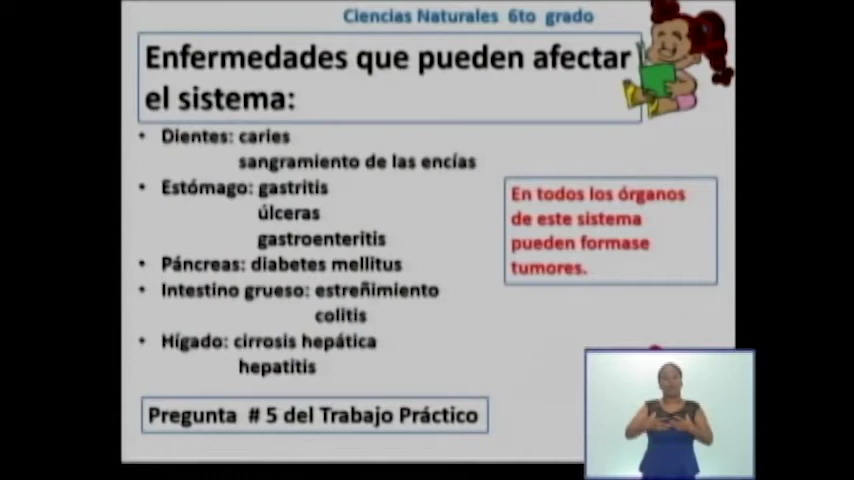 Ciencias Naturales 6to grado
Enfermedades que pueden afectar
el sistema:
• Dientes: caries
sangramiento de las encías
• Estómago: gastritis
úlceras
gastroenteritis
• Páncreas: diabetes mellitus
• Intestino grueso: estreñimiento
colitis
• Hígado: cirrosis hepática
hepatitis
En todos los órganos
de este sistema
pueden formase
tumores.
Pregunta # 5 del Trabajo Práctico